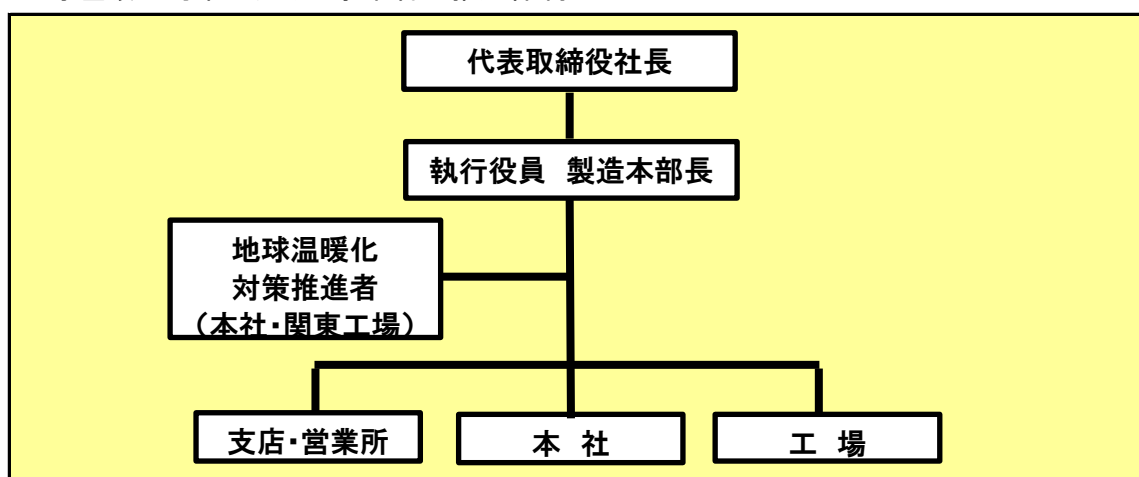 代表取締役社長
執行役員　製造本部長
地球温暖化
対策推進者
（本社・関東工場）
支店・営業所
本　社
工　場